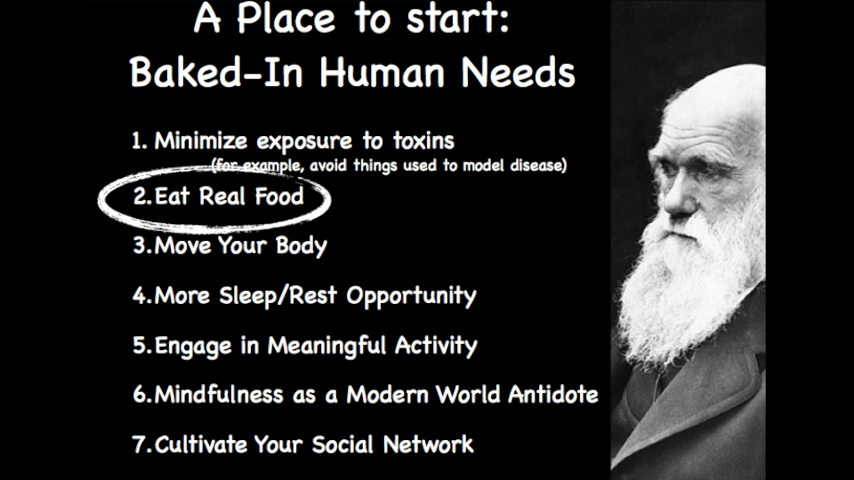 A Place to start:
Baked-In Human Needs
1. Minimize exposure to toxins
(for example, avoid things used to model disease)
2. Eat Real Food
3. Move Your Body
4. More Sleep/Rest Opportunity
5. Engage in Meaningful Activity
6. Mindfulness as a Modern World Antidote
7. Cultivate Your Social Network